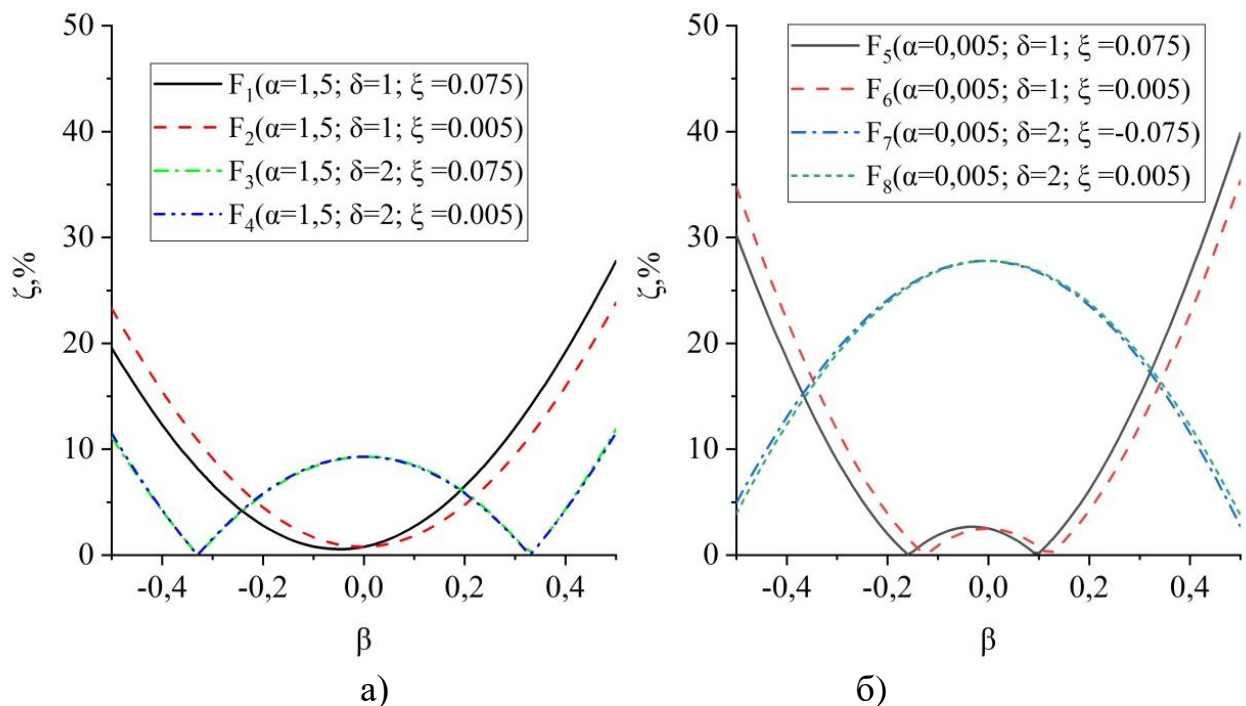 50
40
30
20
10
0
ζ,%
F₁(α=1,5; δ=1; ξ =0.075)
F₂(α=1,5; δ=1; ξ =0.005)
F₃(α=1,5; δ=2; ξ =0.075)
F₄(α=1,5; δ=2; ξ =0.005)
-0,4 -0,2 0,0 0,2 0,4
β
а)
50
40
30
20
10
0
ζ,%
F₅(α=0,005; δ=1; ξ =0.075)
F₆(α=0,005; δ=1; ξ =0.005)
F₇(α=0,005; δ=2; ξ =-0.075)
F₈(α=0,005; δ=2; ξ =0.005)
-0,4 -0,2 0,0 0,2 0,4
β
б)